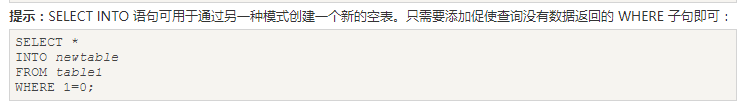 提示：SELECT INTO 语句可用于通过另一种模式创建一个新的空表。只需要添加促使查询没有数据返回的 WHERE 子句即可：
SELECT *
INTO newtable
FROM table1
WHERE 1=0;